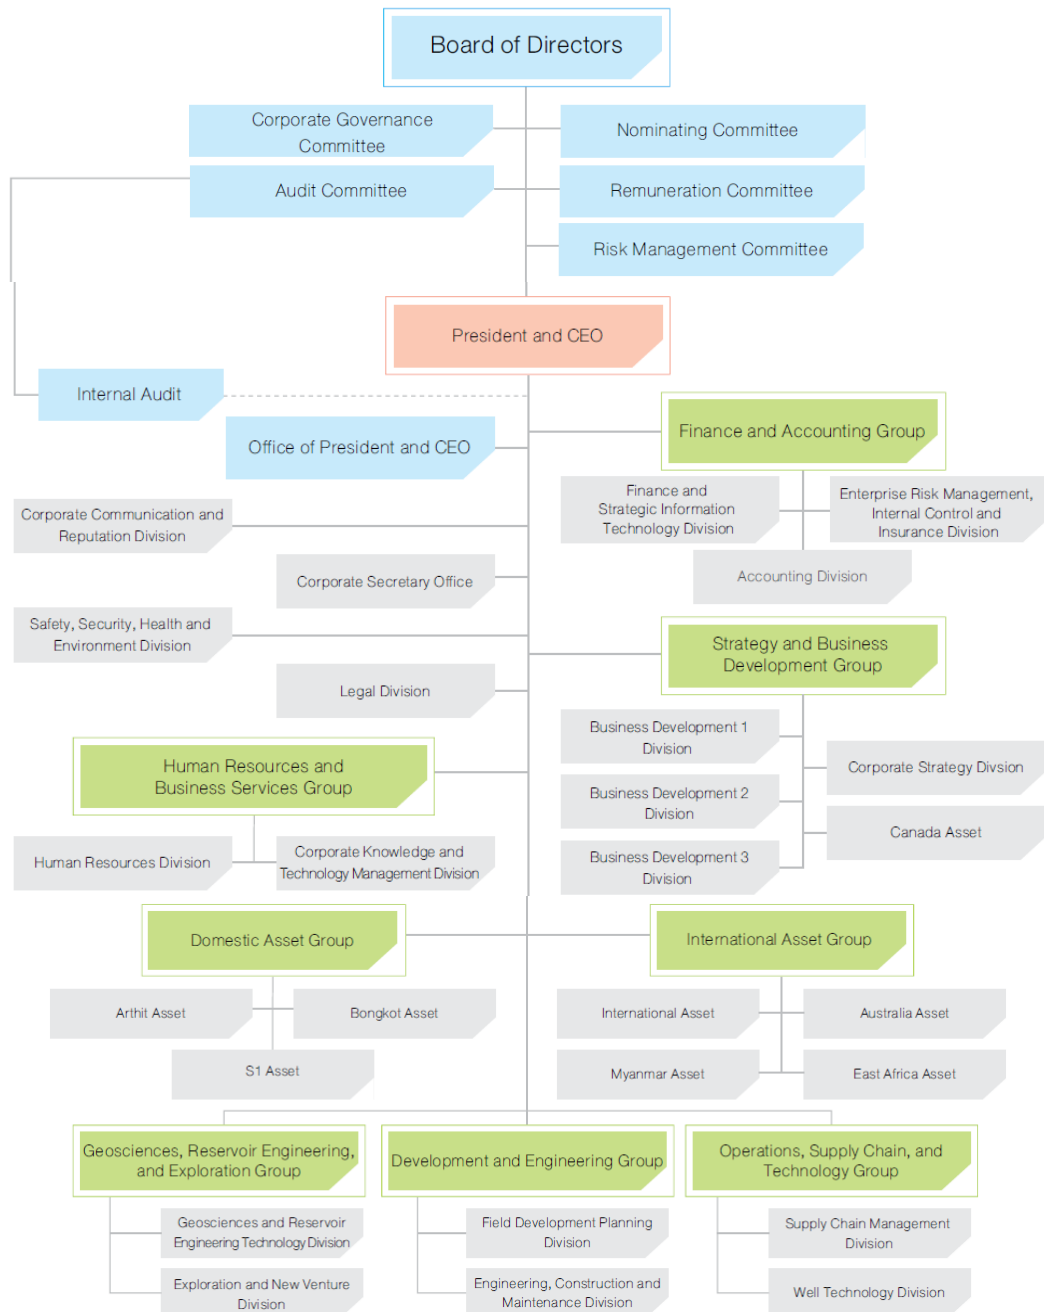 Board of Directors
Corporate Governance
Committee
Nominating Committee
Audit Committee
Remuneration Committee
Risk Management Committee
President and CEO
Internal Audit
Office of President and CEO
Finance and Accounting Group
Finance and
Strategic Information
Technology Division
Enterprise Risk Management,
Internal Control and
Insurance Division
Accounting Division
Corporate Communication and
Reputation Division
Corporate Secretary Office
Safety, Security, Health and
Environment Division
Legal Division
Strategy and Business
Development Group
Business Development 1
Division
Business Development 2
Division
Business Development 3
Division
Corporate Strategy Divsion
Canada Asset
Human Resources and
Business Services Group
Human Resources Division
Corporate Knowledge and
Technology Management Division
Domestic Asset Group
Arthit Asset
Bongkot Asset
S1 Asset
International Asset Group
International Asset
Australia Asset
Myanmar Asset
East Africa Asset
Geosciences, Reservoir Engineering,
and Exploration Group
Geosciences and Reservoir
Engineering Technology Division
Exploration and New Venture
Division
Development and Engineering Group
Field Development Planning
Division
Engineering, Construction and
Maintenance Division
Operations, Supply Chain, and
Technology Group
Supply Chain Management
Division
Well Technology Division